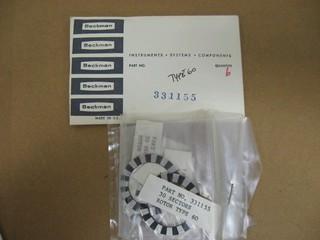 Beckman
Beckman
Beckman
Beckman
Beckman
INSTRUMENTS • SYSTEMS • COMPONENTS
PART NO.
QUANTITY
TYPE 60
6
331155
MADE IN U.S.
PART NO. 331155
30 SECTORS
ROTOR TYPE 60